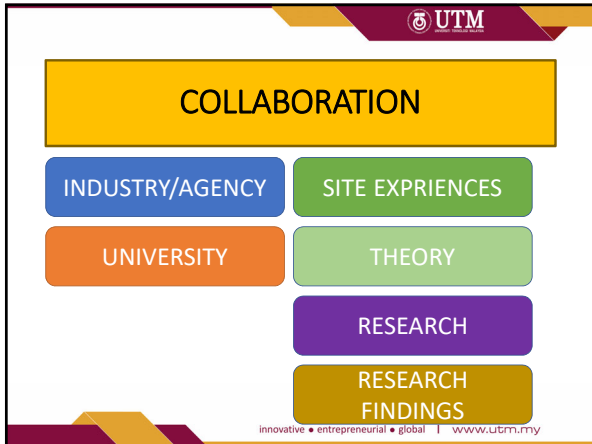 UTM
UNIVERSITI TEKNOLOGI MALAYSIA
COLLABORATION
INDUSTRY/AGENCY
SITE EXPRIENCES
UNIVERSITY
THEORY
RESEARCH
RESEARCH
FINDINGS
innovative ● entrepreneurial ● global | www.utm.my